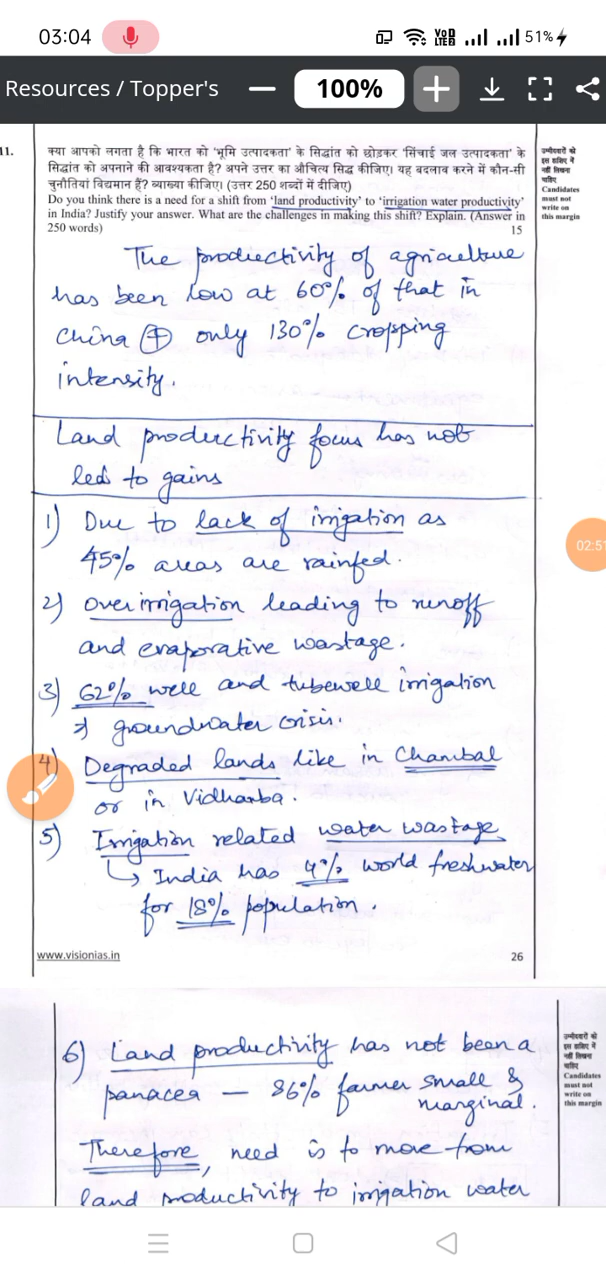 03:04
VoD
LTE2
51%
Resources / Topper's
100%
11.
क्या आपको लगता है कि भारत को 'भूमि उत्पादकता' के सिद्धांत को छोड़कर 'सिंचाई जल उत्पादकता' के
सिद्धांत को अपनाने की आवश्यकता है? अपने उत्तर का औचित्य सिद्ध कीजिए। यह बदलाव करने में कौन-सी
चुनौतियां विद्यमान हैं? व्याख्या कीजिए। (उत्तर 250 शब्दों में दीजिए)
Do you think there is a need for a shift from 'land productivity' to 'irrigation water productivity'
in India? Justify your answer. What are the challenges in making this shift? Explain. (Answer in
250 words) 15
उम्मीदवारों को
इस हाशिए में
नहीं लिखना
चाहिए
Candidates
must not
write on
this margin
The productivity of agriculture
has been low at 60% of that in
China ⊕ only 130% cropping
intensity.
Land productivity focus has not
led to gains
1) Due to lack of irrigation as
45% areas are rainfed.
2) Overirrigation leading to runoff
and evaporative wastage.
3) 62% well and tubewell irrigation
⇒ groundwater crisis.
4) Degraded lands like in Chambal
or in Vidharba.
5) Irrigation related water wastage
↳ India has 4% world freshwater
for 18% population.
02:51
www.visionias.in
26
6) Land productivity has not been a
panacea — 86% farmer small &
marginal.
Therefore, need is to move from
land productivity to irrigation water
उम्मीदवारों को
इस हाशिए में
नहीं लिखना
चाहिए
Candidates
must not
write on
this margin